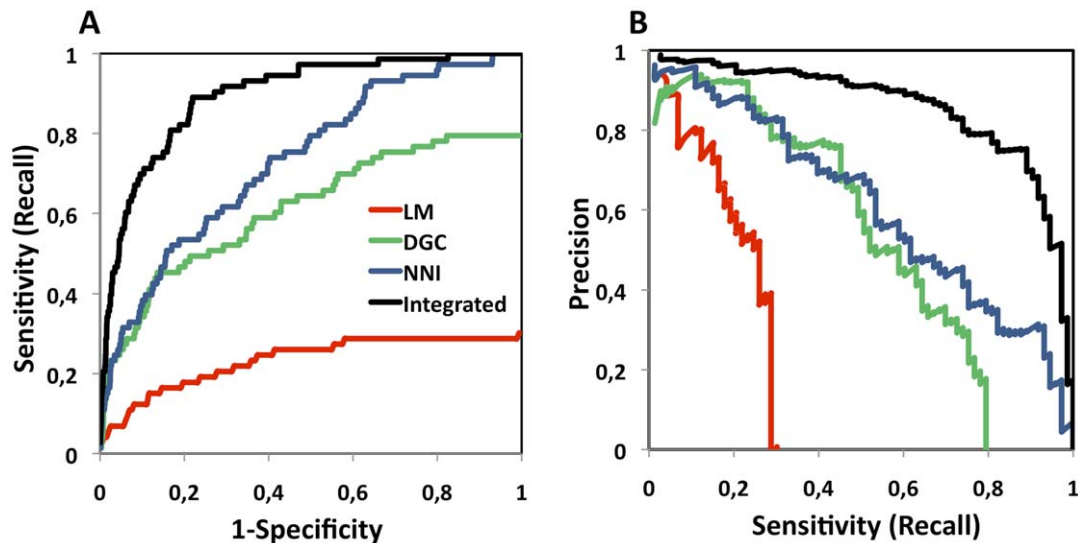 A
Sensitivity (Recall)
1
0,8
0,6
0,4
0,2
0
LM
DGC
NNI
Integrated
0 0,2 0,4 0,6 0,8 1
1-Specificity
B
Precision
1
0,8
0,6
0,4
0,2
0
0 0,2 0,4 0,6 0,8 1
Sensitivity (Recall)